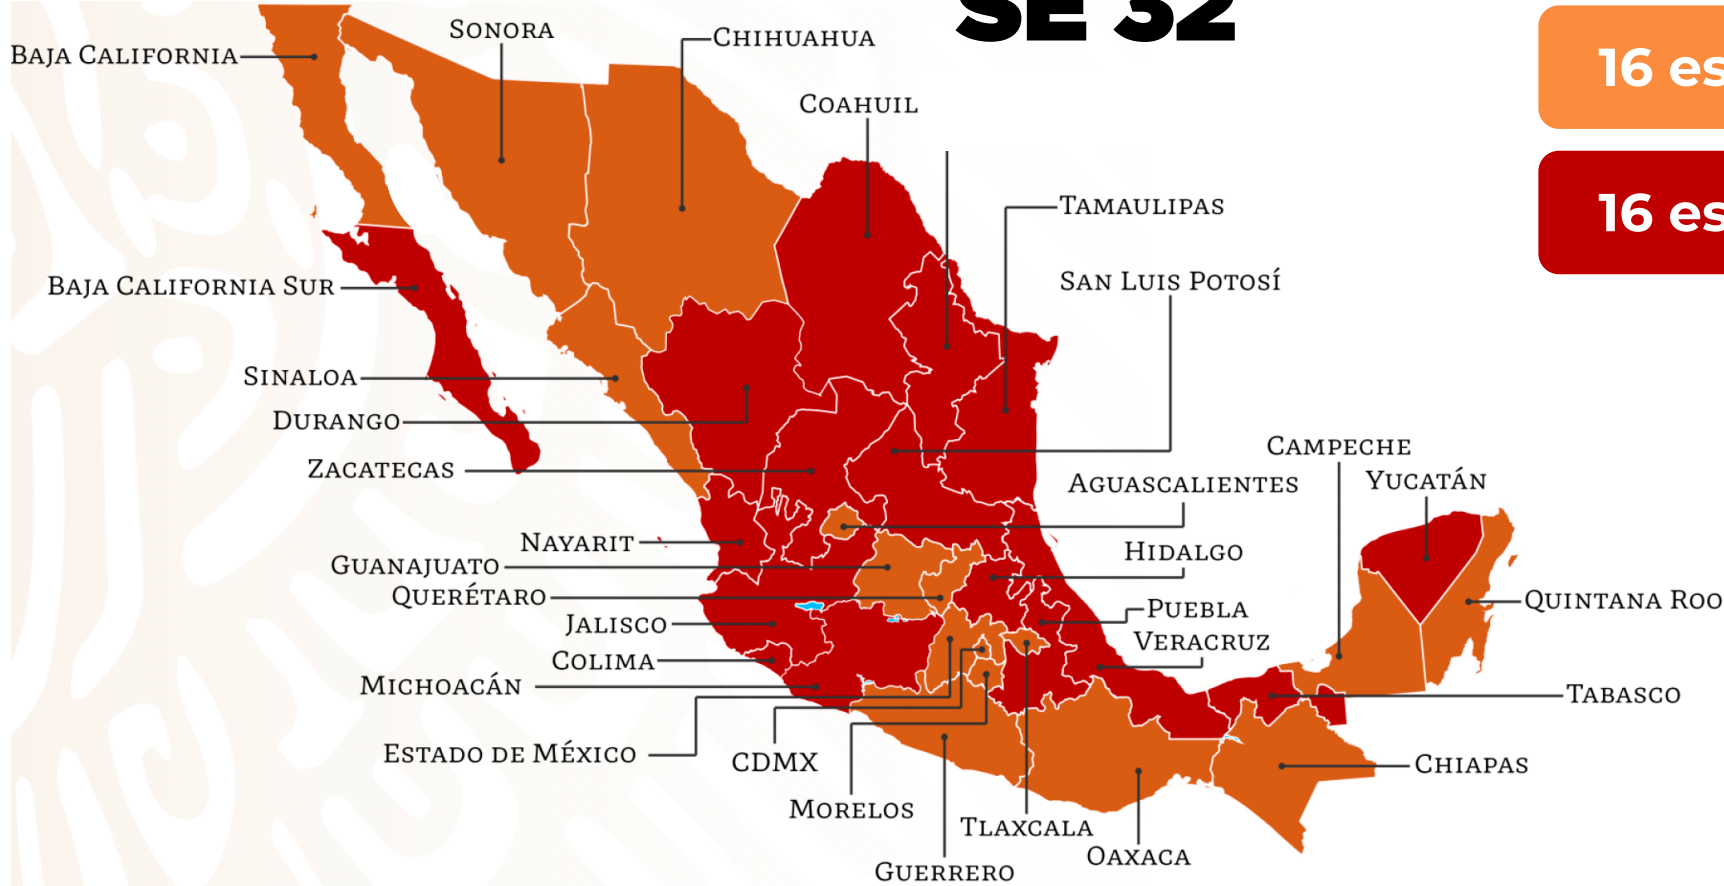 SE 32
16 es
16 es
BAJA CALIFORNIA
SONORA
CHIHUAHUA
COAHUIL
TAMAULIPAS
SAN LUIS POTOSÍ
BAJA CALIFORNIA SUR
SINALOA
DURANGO
ZACATECAS
CAMPECHE
YUCATÁN
AGUASCALIENTES
NAYARIT
HIDALGO
GUANAJUATO
QUERÉTARO
QUINTANA ROO
PUEBLA
JALISCO
VERACRUZ
COLIMA
MICHOACÁN
TABASCO
ESTADO DE MÉXICO
CDMX
CHIAPAS
MORELOS
TLAXCALA
OAXACA
GUERRERO